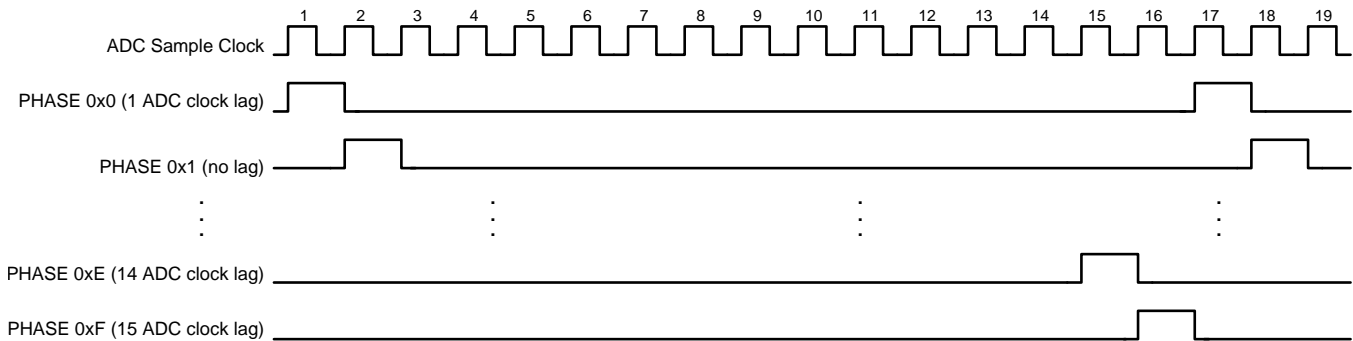 1 2 3 4 5 6 7 8 9 10 11 12 13 14 15 16 17 18 19
ADC Sample Clock
PHASE 0x0 (1 ADC clock lag)
PHASE 0x1 (no lag)
PHASE 0xE (14 ADC clock lag)
PHASE 0xF (15 ADC clock lag)